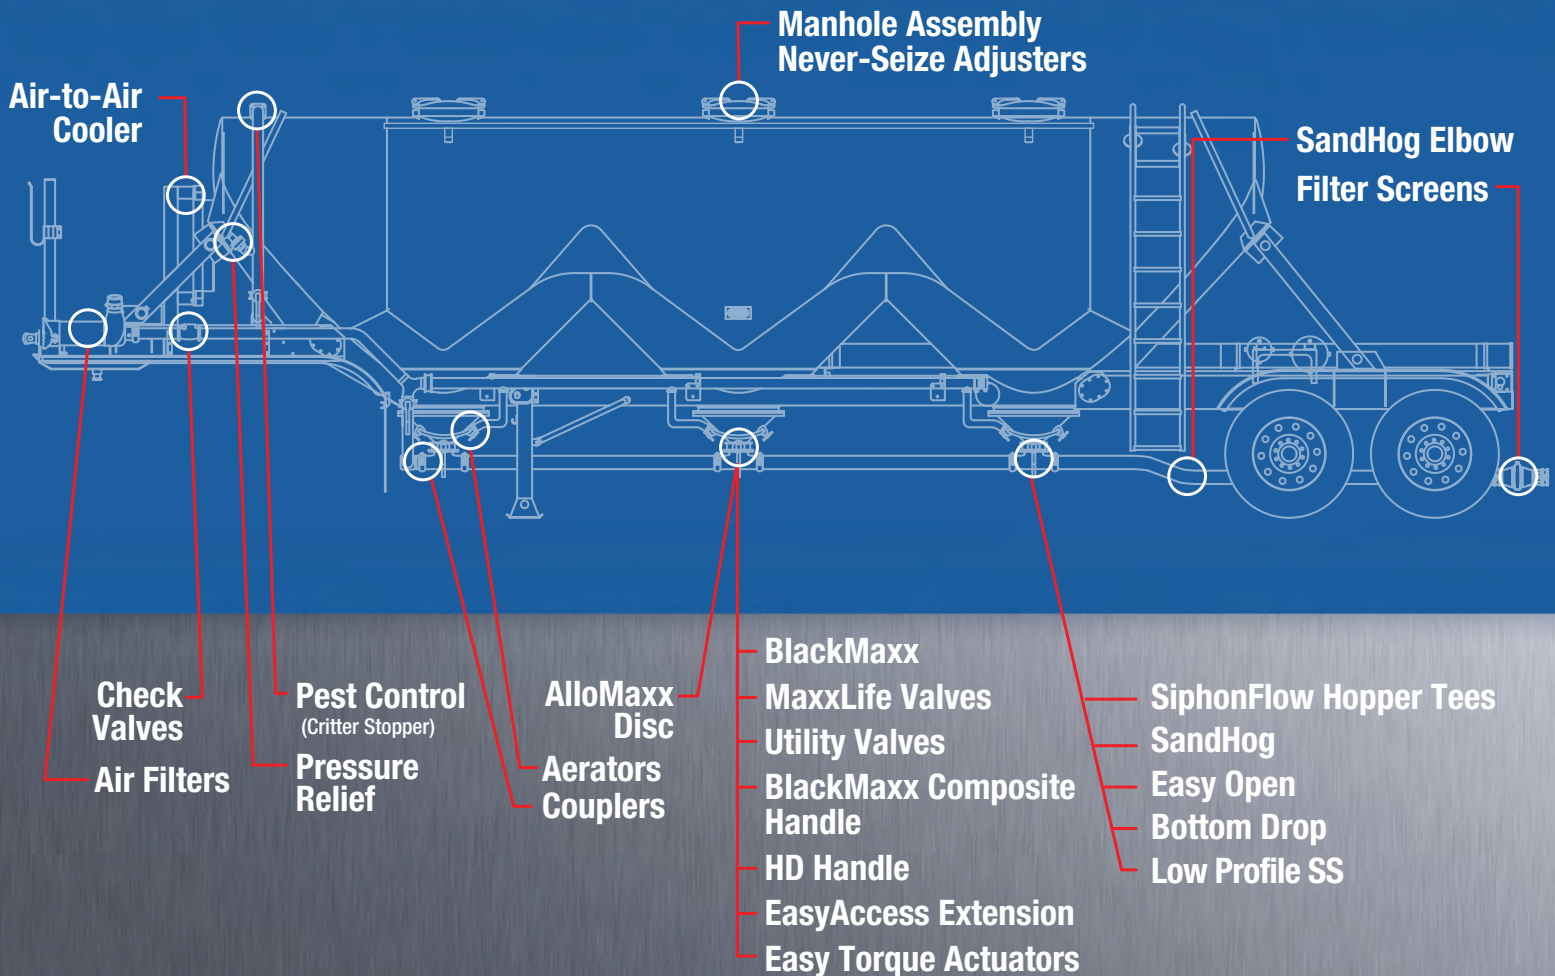 Manhole Assembly
Never-Seize Adjusters
Air-to-Air
Cooler
SandHog Elbow
Filter Screens
Check
Valves
Air Filters
Pest Control
(Critter Stopper)
Pressure
Relief
AlloMaxx
Disc
Aerators
Couplers
BlackMaxx
MaxxLife Valves
Utility Valves
BlackMaxx Composite
Handle
HD Handle
EasyAccess Extension
Easy Torque Actuators
SiphonFlow Hopper Tees
SandHog
Easy Open
Bottom Drop
Low Profile SS